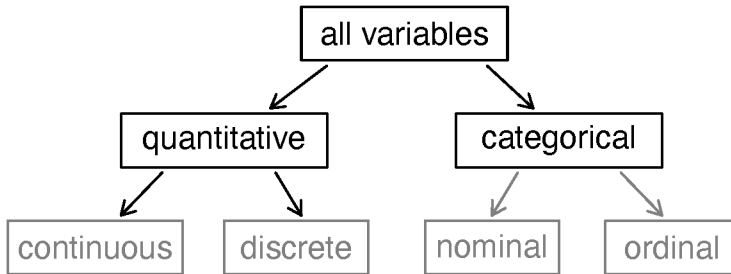 all variables
quantitative
categorical
continuous
discrete
nominal
ordinal